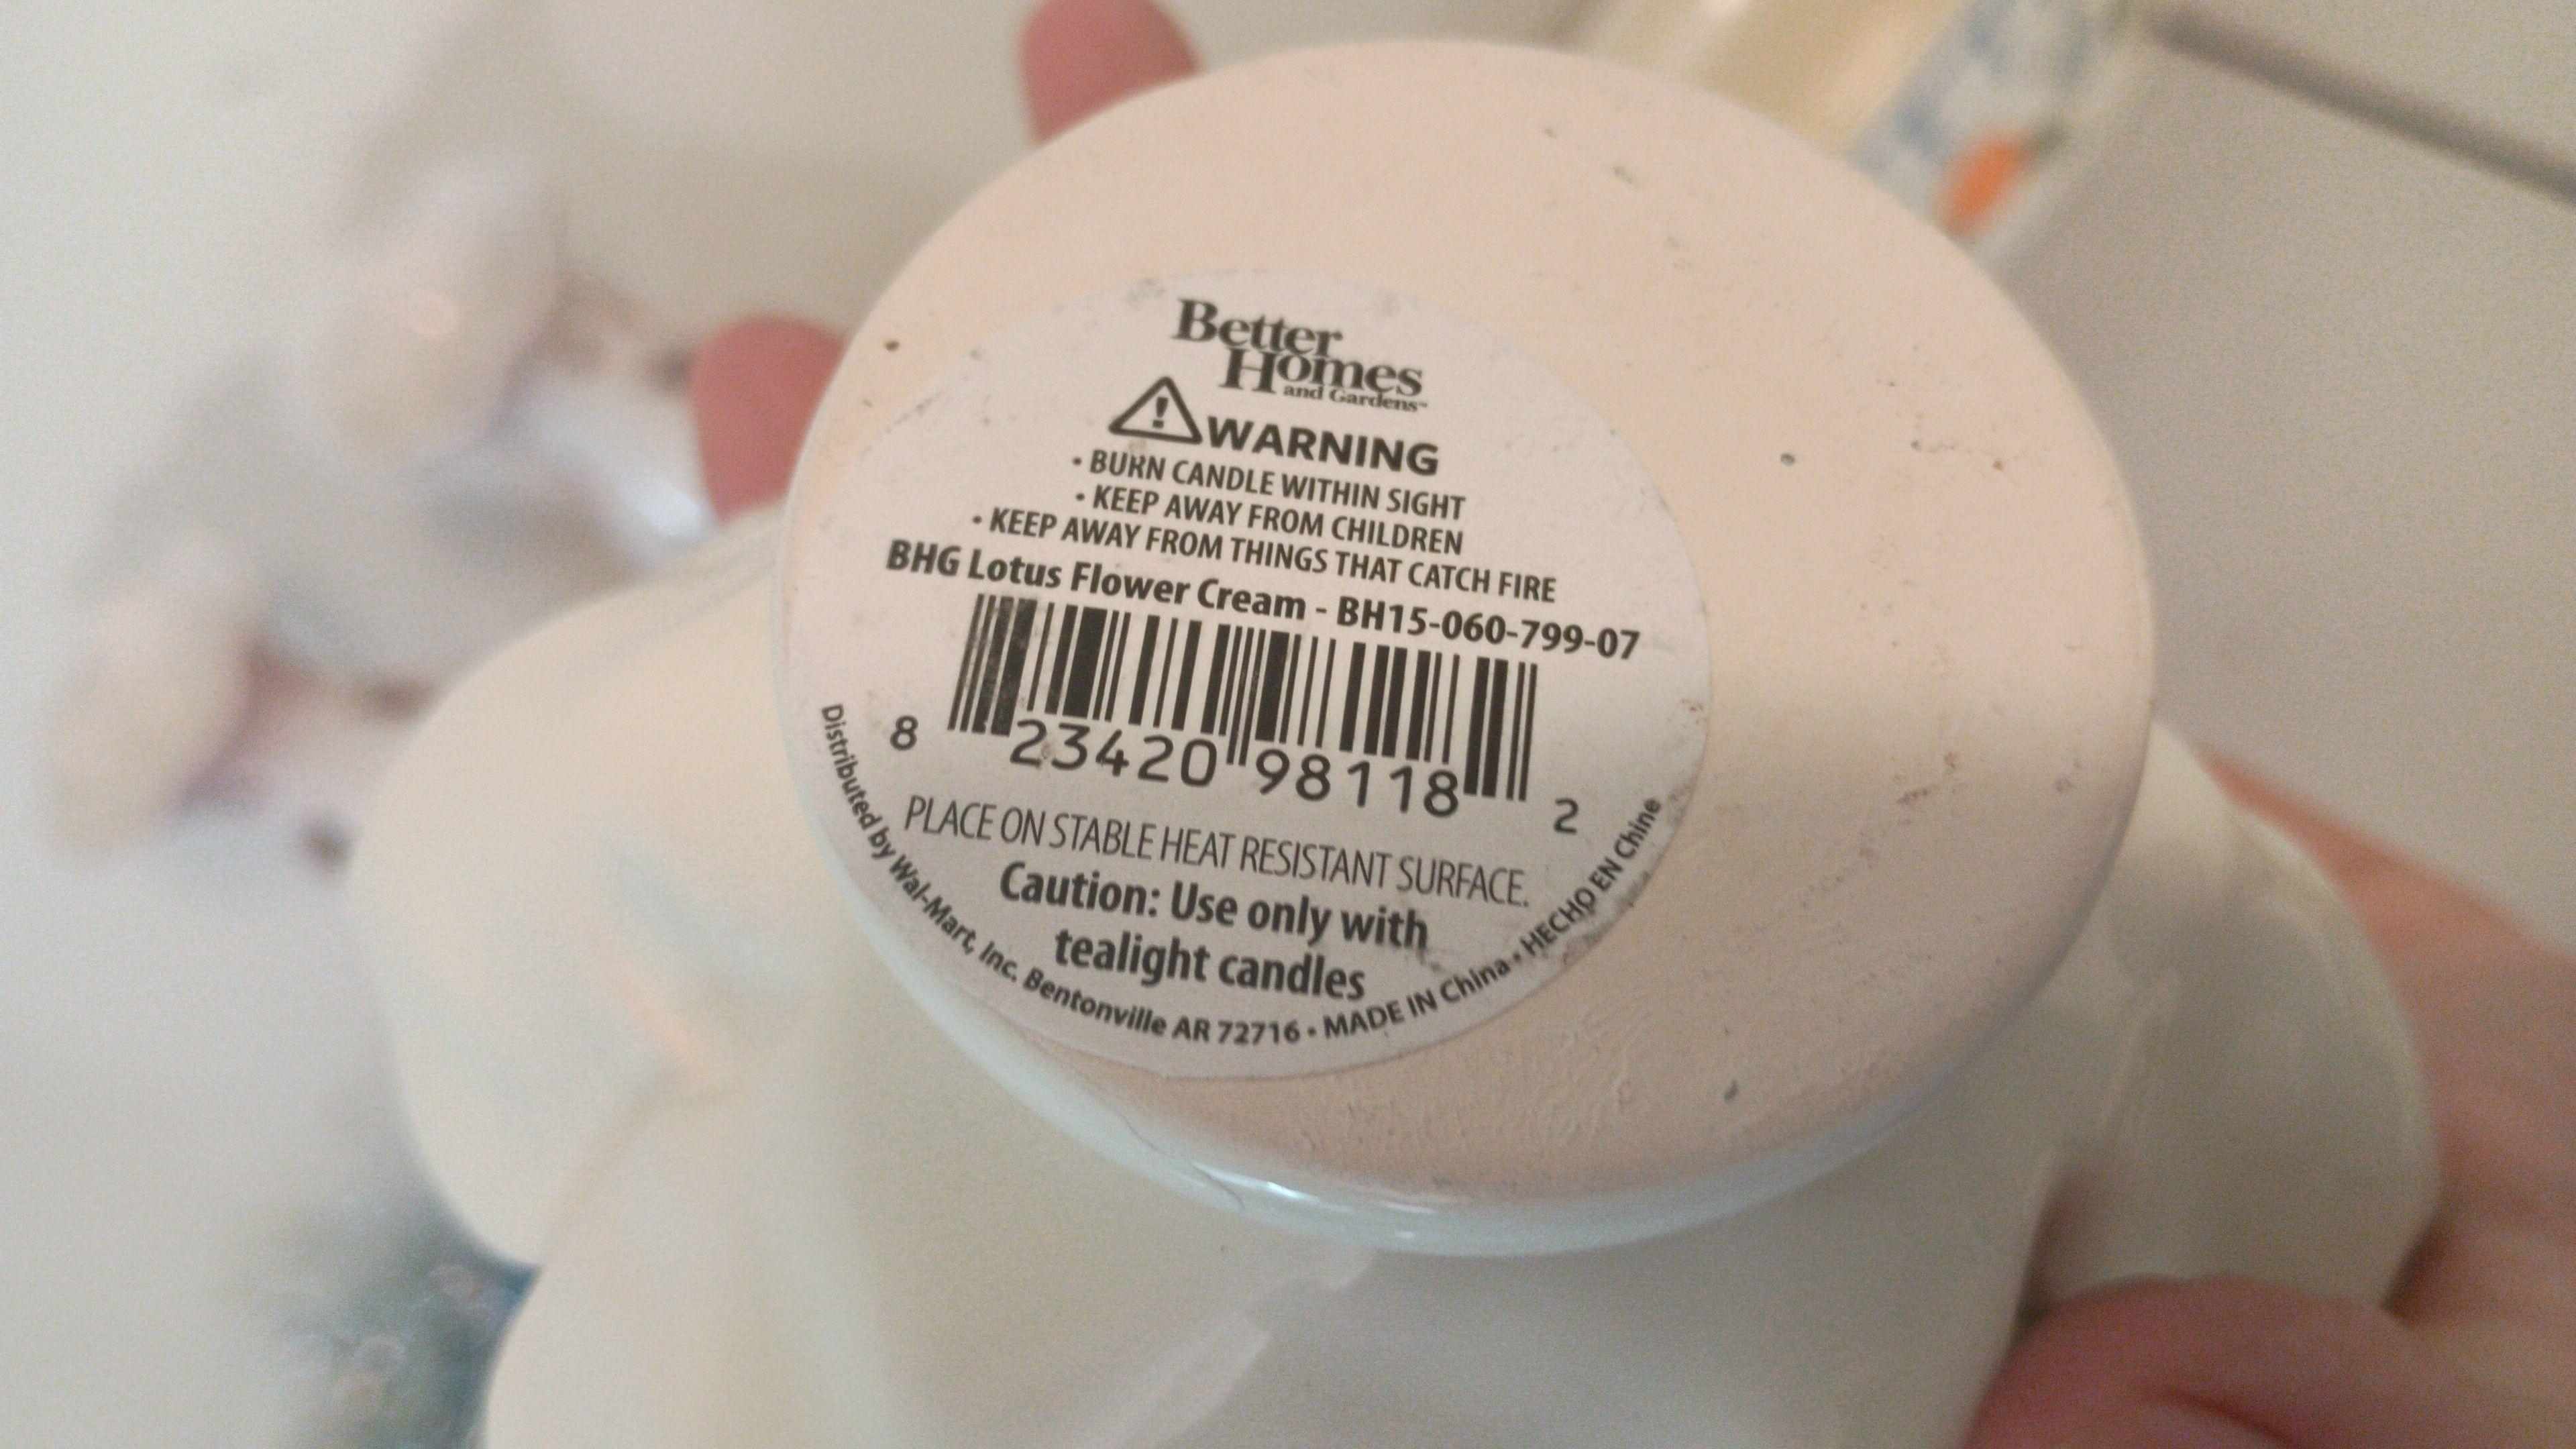 Better
Homes
and Gardens™
WARNING
• BURN CANDLE WITHIN SIGHT
• KEEP AWAY FROM CHILDREN
• KEEP AWAY FROM THINGS THAT CATCH FIRE
BHG Lotus Flower Cream - BH15-060-799-07
8 23420 98118 2
PLACE ON STABLE HEAT RESISTANT SURFACE.
Caution: Use only with
tealight candles
Distributed by Wal-Mart, Inc. Bentonville AR 72716 • MADE IN China • HECHO EN Chine